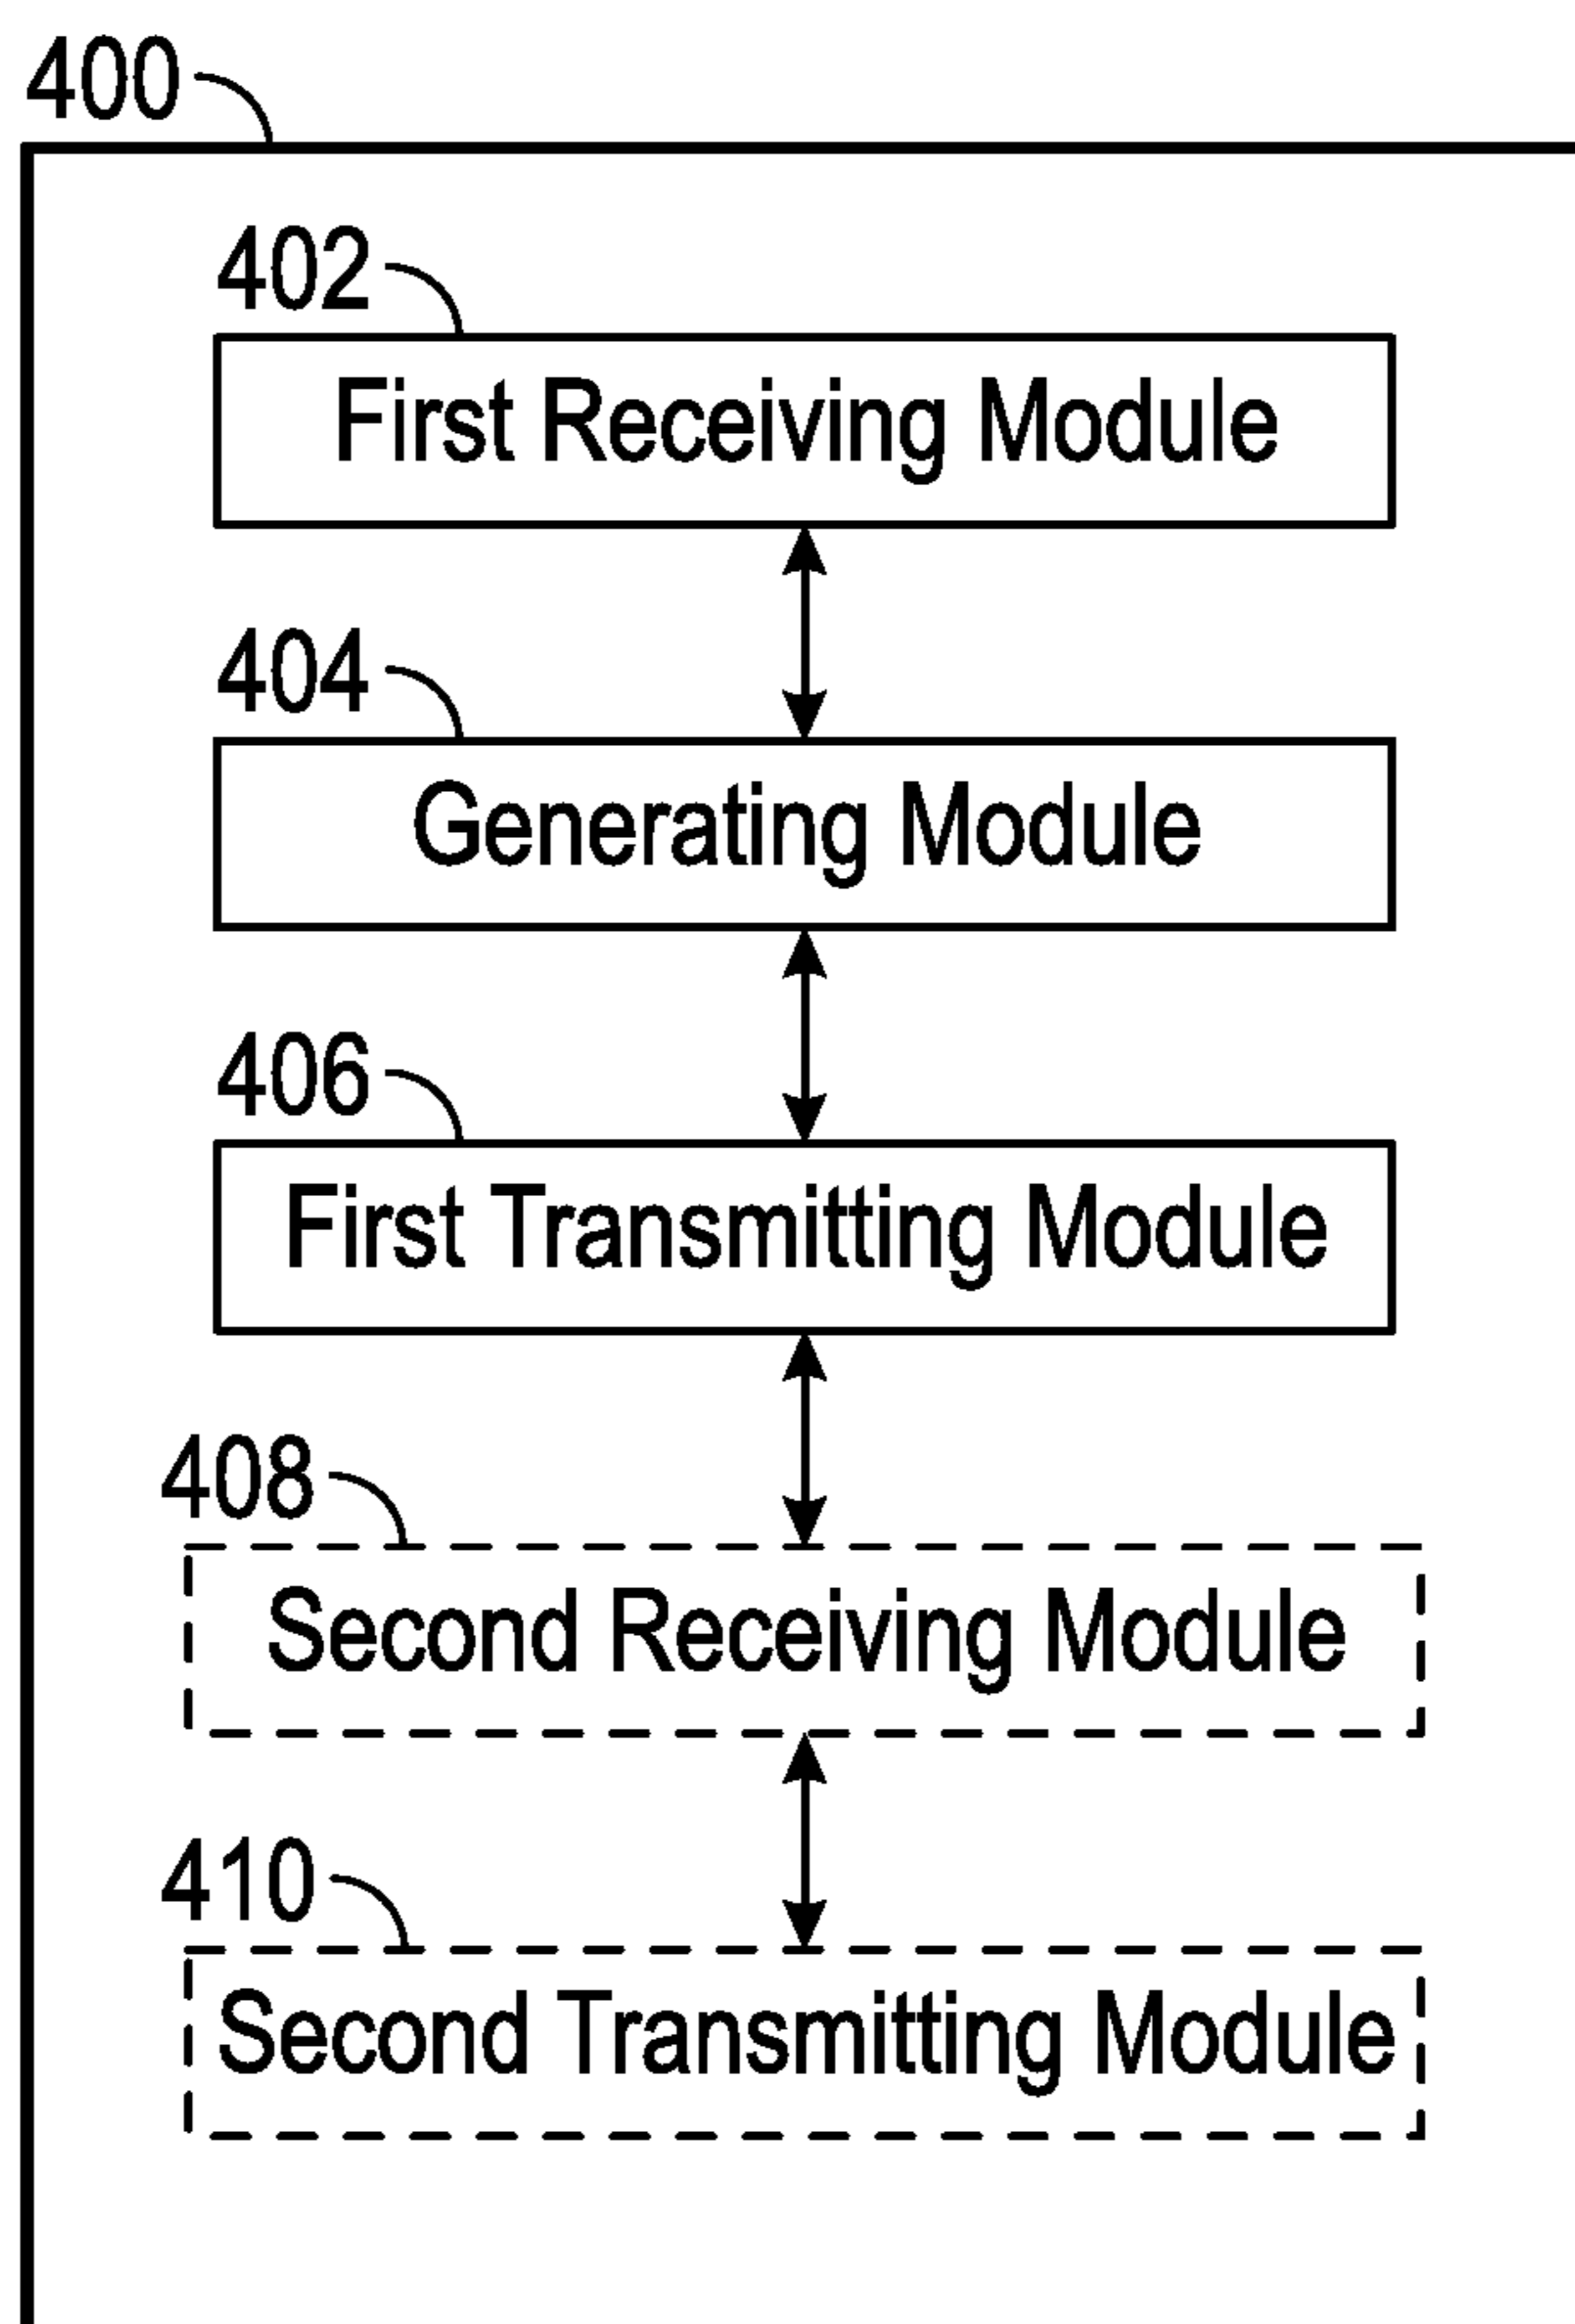 400
402
First Receiving Module
404
Generating Module
406
First Transmitting Module
408
Second Receiving Module
410
Second Transmitting Module